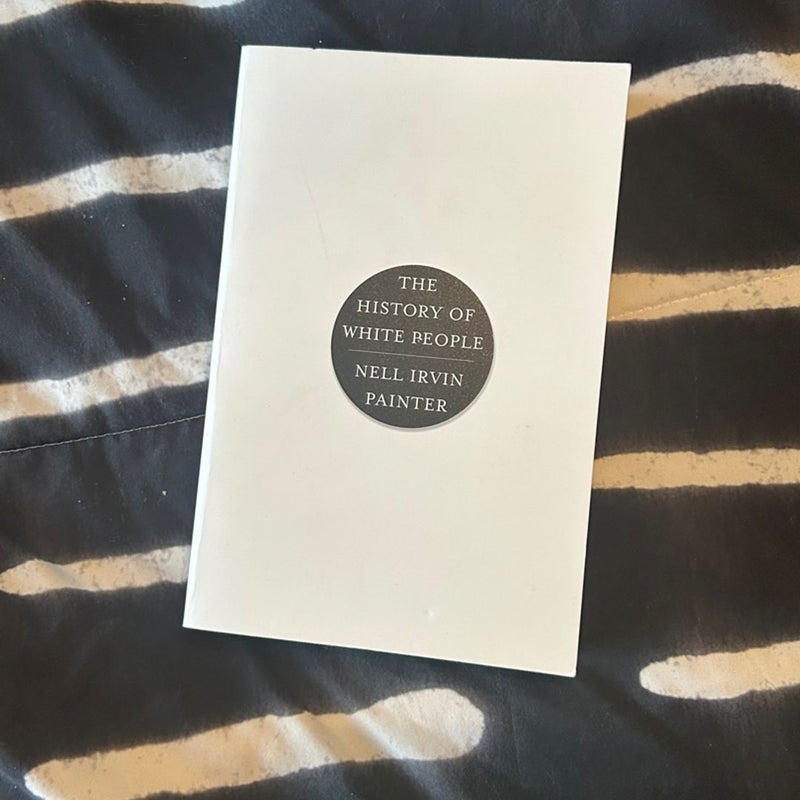 THE
HISTORY OF
WHITE PEOPLE
NELL IRVIN
PAINTER